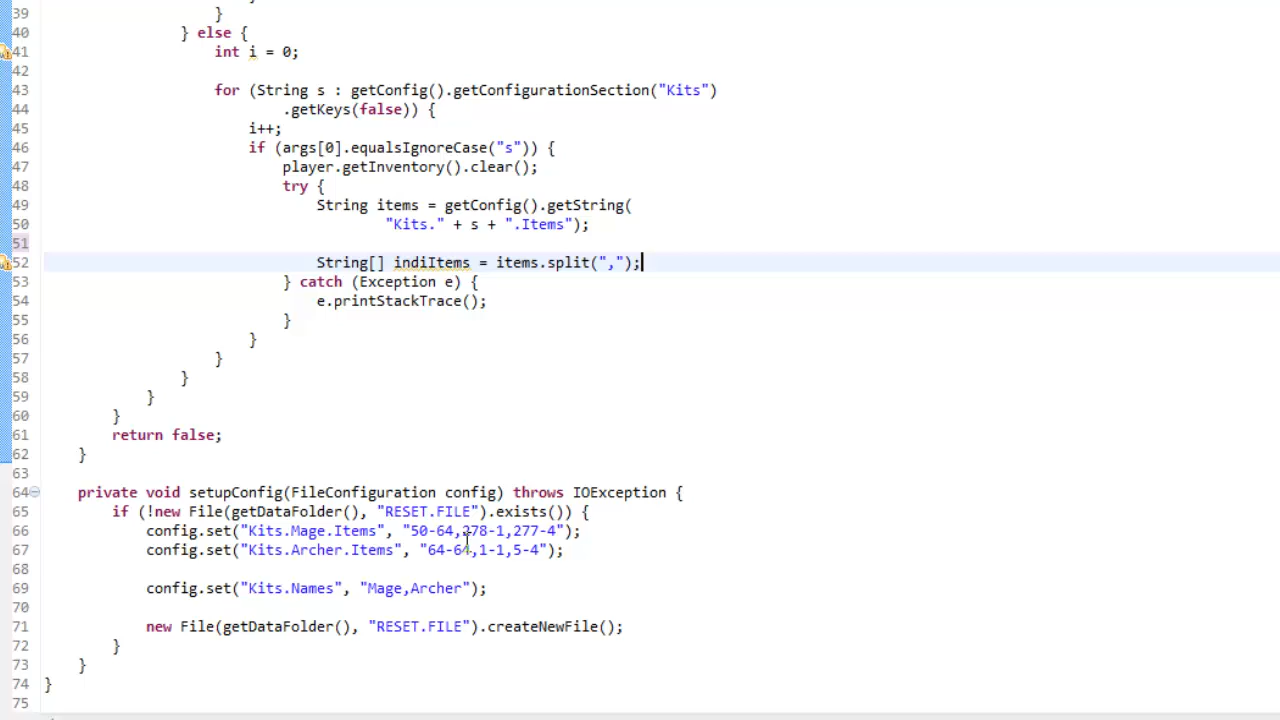 39 }
40 } else {
41 int i = 0;
42
43 for (String s : getConfig().getConfigurationSection("Kits")
44 .getKeys(false)) {
45 i++;
46 if (args[0].equalsIgnoreCase("s")) {
47 player.getInventory().clear();
48 try {
49 String items = getConfig().getString(
50 "Kits." + s + ".Items");
51
52 String[] indiItems = items.split(",");
53 } catch (Exception e) {
54 e.printStackTrace();
55 }
56 }
57 }
58 }
59 }
60 }
61 return false;
62 }
63
64 private void setupConfig(FileConfiguration config) throws IOException {
65 if (!new File(getDataFolder(), "RESET.FILE").exists()) {
66 config.set("Kits.Mage.Items", "50-64,278-1,277-4");
67 config.set("Kits.Archer.Items", "64-64,1-1,5-4");
68
69 config.set("Kits.Names", "Mage,Archer");
70
71 new File(getDataFolder(), "RESET.FILE").createNewFile();
72 }
73 }
74 }
75